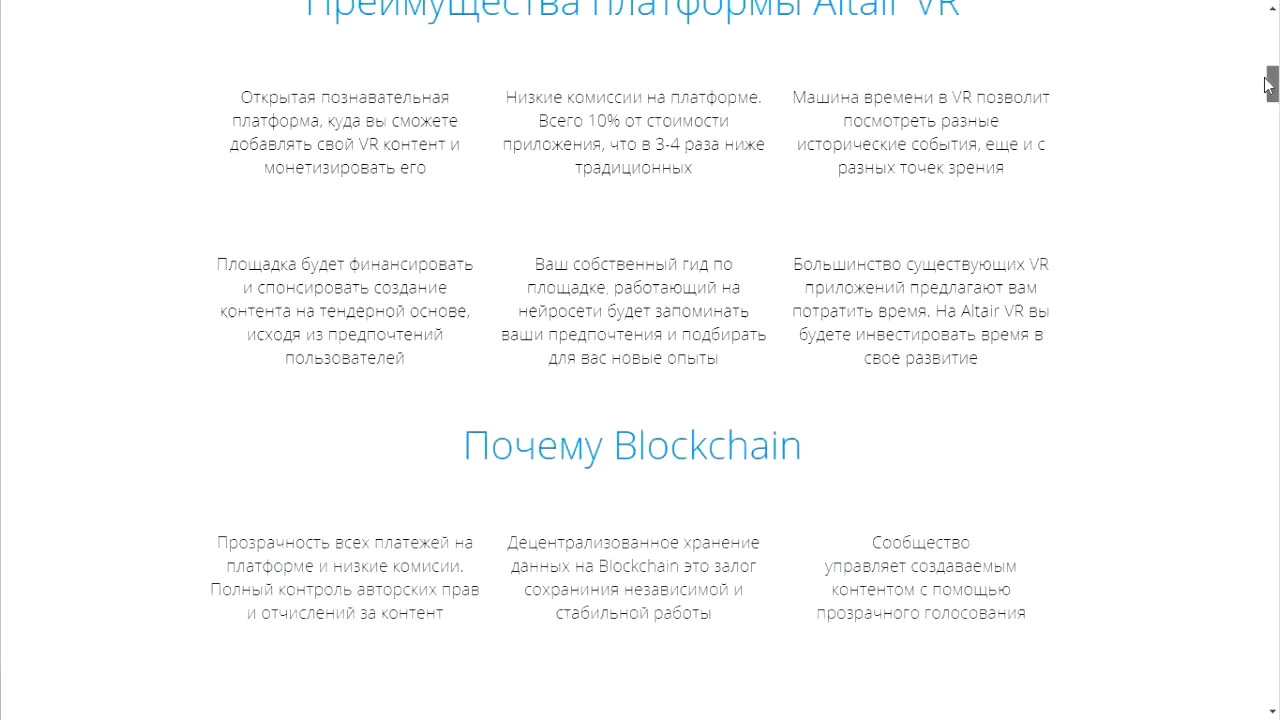 Преимущества платформы Altair VR
Открытая познавательная
платформа, куда вы сможете
добавлять свой VR контент и
монетизировать его
Низкие комиссии на платформе.
Всего 10% от стоимости
приложения, что в 3-4 раза ниже
традиционных
Машина времени в VR позволит
посмотреть разные
исторические события, еще и с
разных точек зрения
Площадка будет финансировать
и спонсировать создание
контента на тендерной основе,
исходя из предпочтений
пользователей
Ваш собственный гид по
площадке, работающий на
нейросети будет запоминать
ваши предпочтения и подбирать
для вас новые опыты
Большинство существующих VR
приложений предлагают вам
потратить время. На Altair VR вы
будете инвестировать время в
свое развитие
Почему Blockchain
Прозрачность всех платежей на
платформе и низкие комисии.
Полный контроль авторских прав
и отчислений за контент
Децентрализованное хранение
данных на Blockchain это залог
сохраниния независимой и
стабильной работы
Сообщество
управляет создаваемым
контентом с помощью
прозрачного голосования